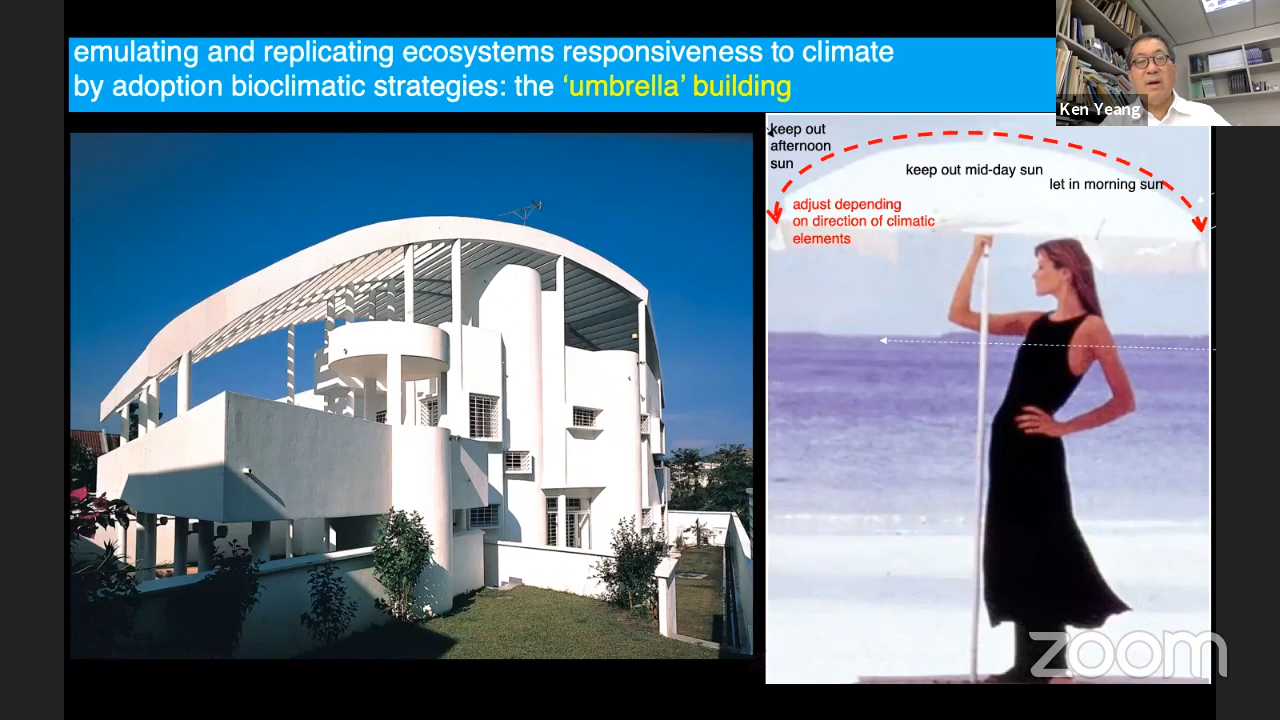 emulating and replicating ecosystems responsiveness to climate
by adoption bioclimatic strategies: the ‘umbrella’ building
Ken Yeang
keep out
afternoon
sun
keep out mid-day sun
let in morning sun
adjust depending
on direction of climatic
elements
zoom